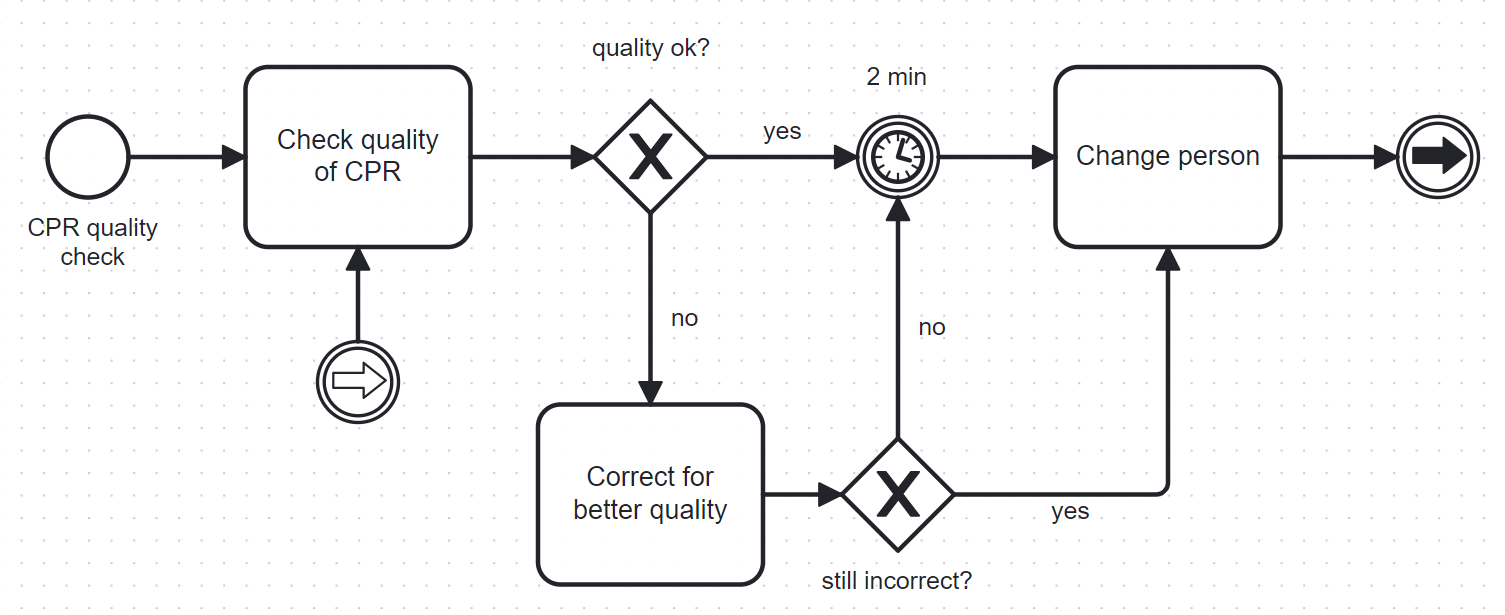 quality ok?
2 min
Check quality
of CPR
yes
Change person
CPR quality
check
no
no
Correct for
better quality
yes
still incorrect?